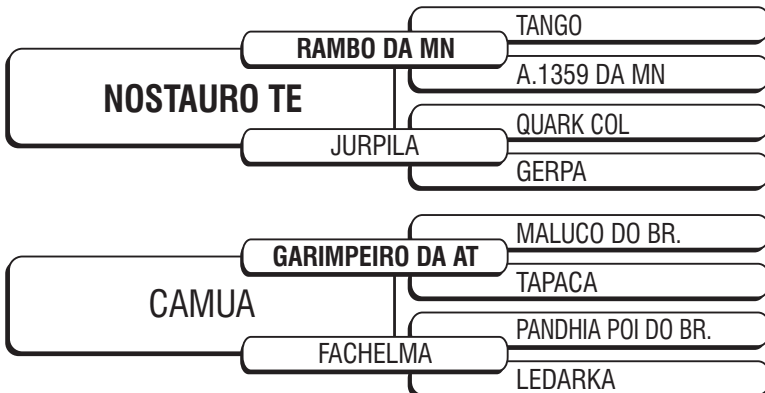 TANGO
RAMBO DA MN
A.1359 DA MN
NOSTAURO TE
QUARK COL
JURPILA
GERPA
MALUCO DO BR.
GARIMPEIRO DA AT
TAPACA
CAMUA
PANDHIA POI DO BR.
FACHELMA
LEDARKA